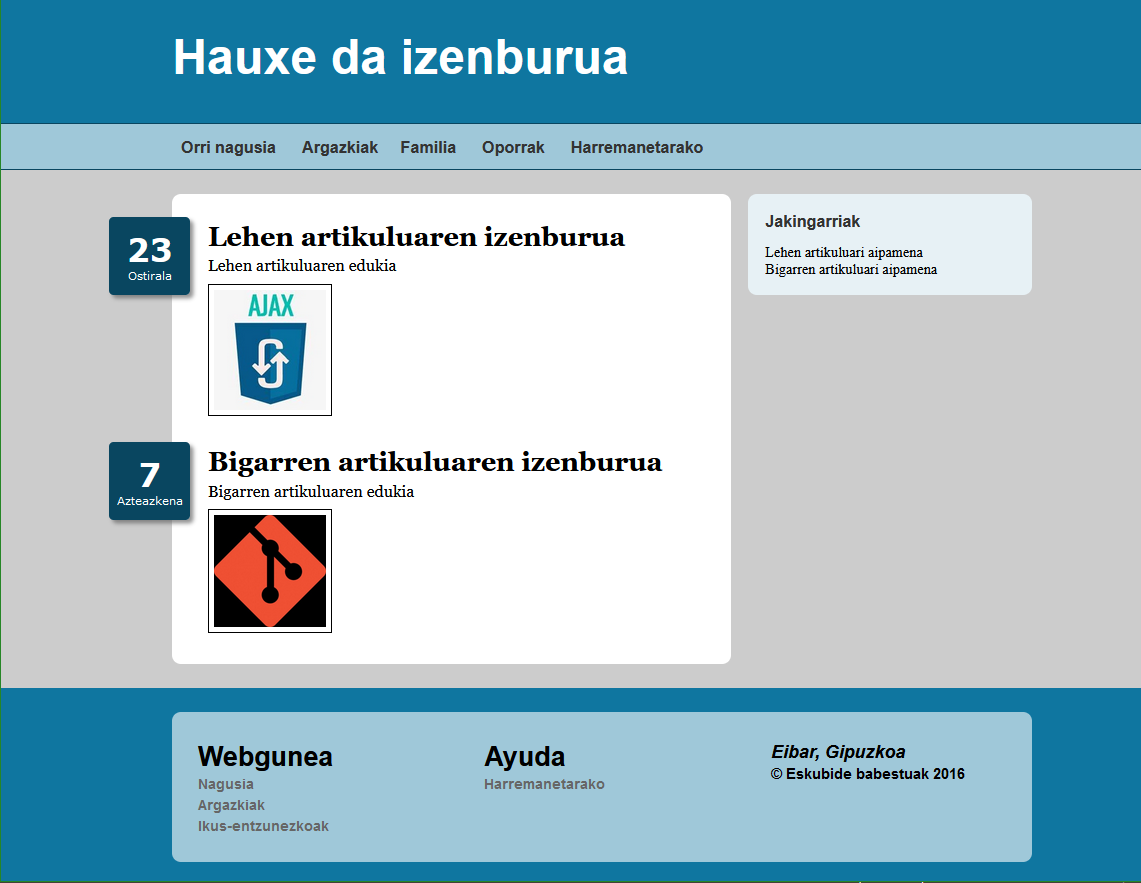 Hauxe da izenburua
Orri nagusia Argazkiak Familia Oporrak Harremanetarako
23
Ostirala
Lehen artikuluaren izenburua
Lehen artikuluaren edukia
AJAX
7
Azteazkena
Bigarren artikuluaren izenburua
Bigarren artikuluaren edukia
Jakingarriak
Lehen artikuluari aipamena
Bigarren artikuluari aipamena
Webgunea
Nagusia
Argazkiak
Ikus-entzunezkoak
Ayuda
Harremanetarako
Eibar, Gipuzkoa
© Eskubide babestuak 2016